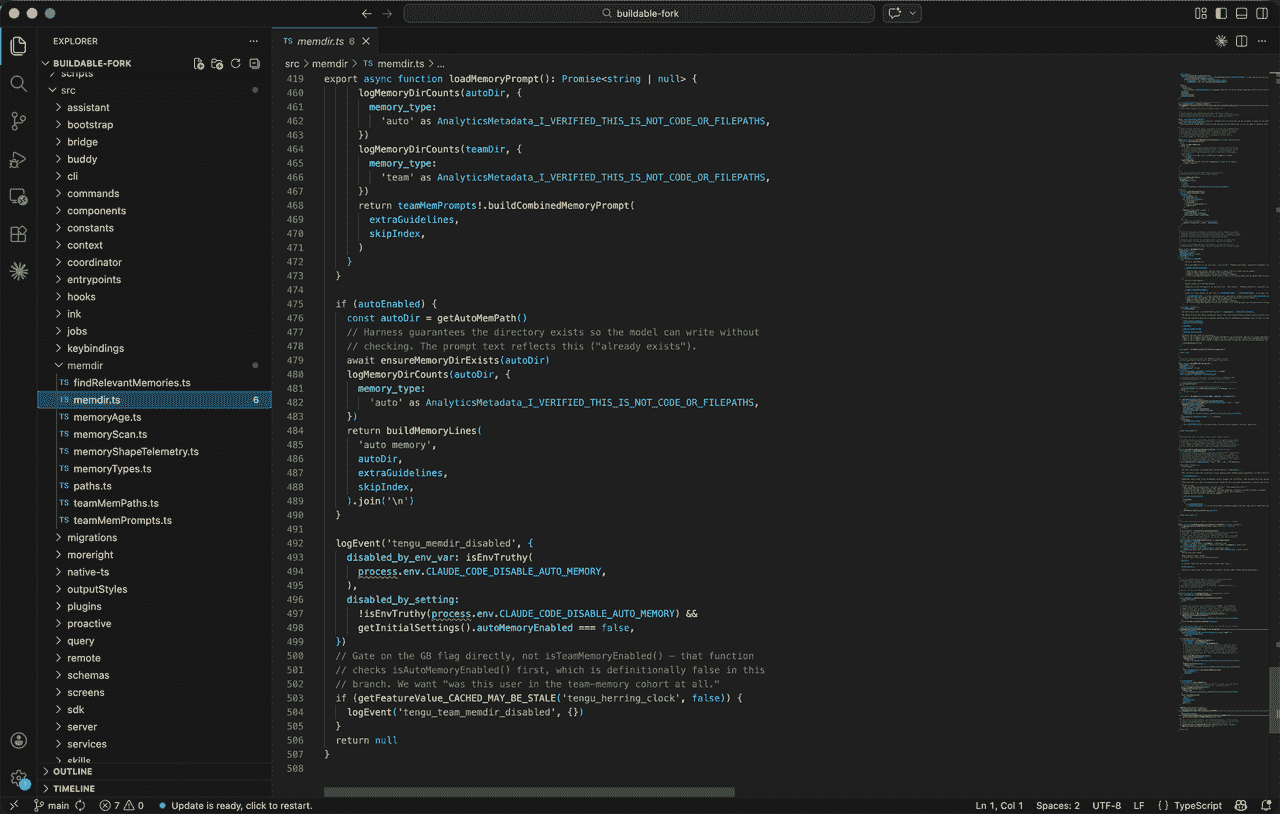 buildable-fork
EXPLORER
BUILDABLE-FORK
scripts
src
assistant
bootstrap
bridge
buddy
cli
commands
components
constants
context
coordinator
entrypoints
hooks
ink
jobs
keybindings
memdir
TS findRelevantMemories.ts
TS memdir.ts 6
TS memoryAge.ts
TS memoryScan.ts
TS memoryShapeTelemetry.ts
TS memoryTypes.ts
TS paths.ts
TS teamMemPaths.ts
TS teamMemPrompts.ts
migrations
moreright
native-ts
outputStyles
plugins
proactive
query
remote
schemas
screens
sdk
server
services
skills
OUTLINE
TIMELINE
TS memdir.ts 6
src > memdir > TS memdir.ts > ...
419 export async function loadMemoryPrompt(): Promise<string | null> {
460 logMemoryDirCounts(autoDir, {
461 memory_type:
462 'auto' as AnalyticsMetadata_I_VERIFIED_THIS_IS_NOT_CODE_OR_FILEPATHS,
463 })
464 logMemoryDirCounts(teamDir, {
465 memory_type:
466 'team' as AnalyticsMetadata_I_VERIFIED_THIS_IS_NOT_CODE_OR_FILEPATHS,
467 })
468 return teamMemPrompts!.buildCombinedMemoryPrompt(
469 extraGuidelines,
470 skipIndex,
471 )
472 }
473 }
474
475 if (autoEnabled) {
476 const autoDir = getAutoMemPath()
477 // Harness guarantees the directory exists so the model can write without
478 // checking. The prompt text reflects this ("already exists").
479 await ensureMemoryDirExists(autoDir)
480 logMemoryDirCounts(autoDir, {
481 memory_type:
482 'auto' as AnalyticsMetadata_I_VERIFIED_THIS_IS_NOT_CODE_OR_FILEPATHS,
483 })
484 return buildMemoryLines(
485 'auto memory',
486 autoDir,
487 extraGuidelines,
488 skipIndex,
489 ).join('\n')
490 }
491
492 logEvent('tengu_memdir_disabled', {
493 disabled_by_env_var: isEnvTruthy(
494 process.env.CLAUDE_CODE_DISABLE_AUTO_MEMORY,
495 ),
496 disabled_by_setting:
497 !isEnvTruthy(process.env.CLAUDE_CODE_DISABLE_AUTO_MEMORY) &&
498 getInitialSettings().autoMemoryEnabled === false,
499 })
500 // Gate on the GB flag directly, not isTeamMemoryEnabled() — that function
501 // checks isAutoMemoryEnabled() first, which is definitionally false in this
502 // branch. We want "was this user in the team-memory cohort at all."
503 if (getFeatureValue_CACHED_MAY_BE_STALE('tengu_herring_clock', false)) {
504 logEvent('tengu_team_memdir_disabled', {})
505 }
506 return null
507 }
508
1
main 7 0 Update is ready, click to restart.
Ln 1, Col 1 Spaces: 2 UTF-8 LF { } TypeScript